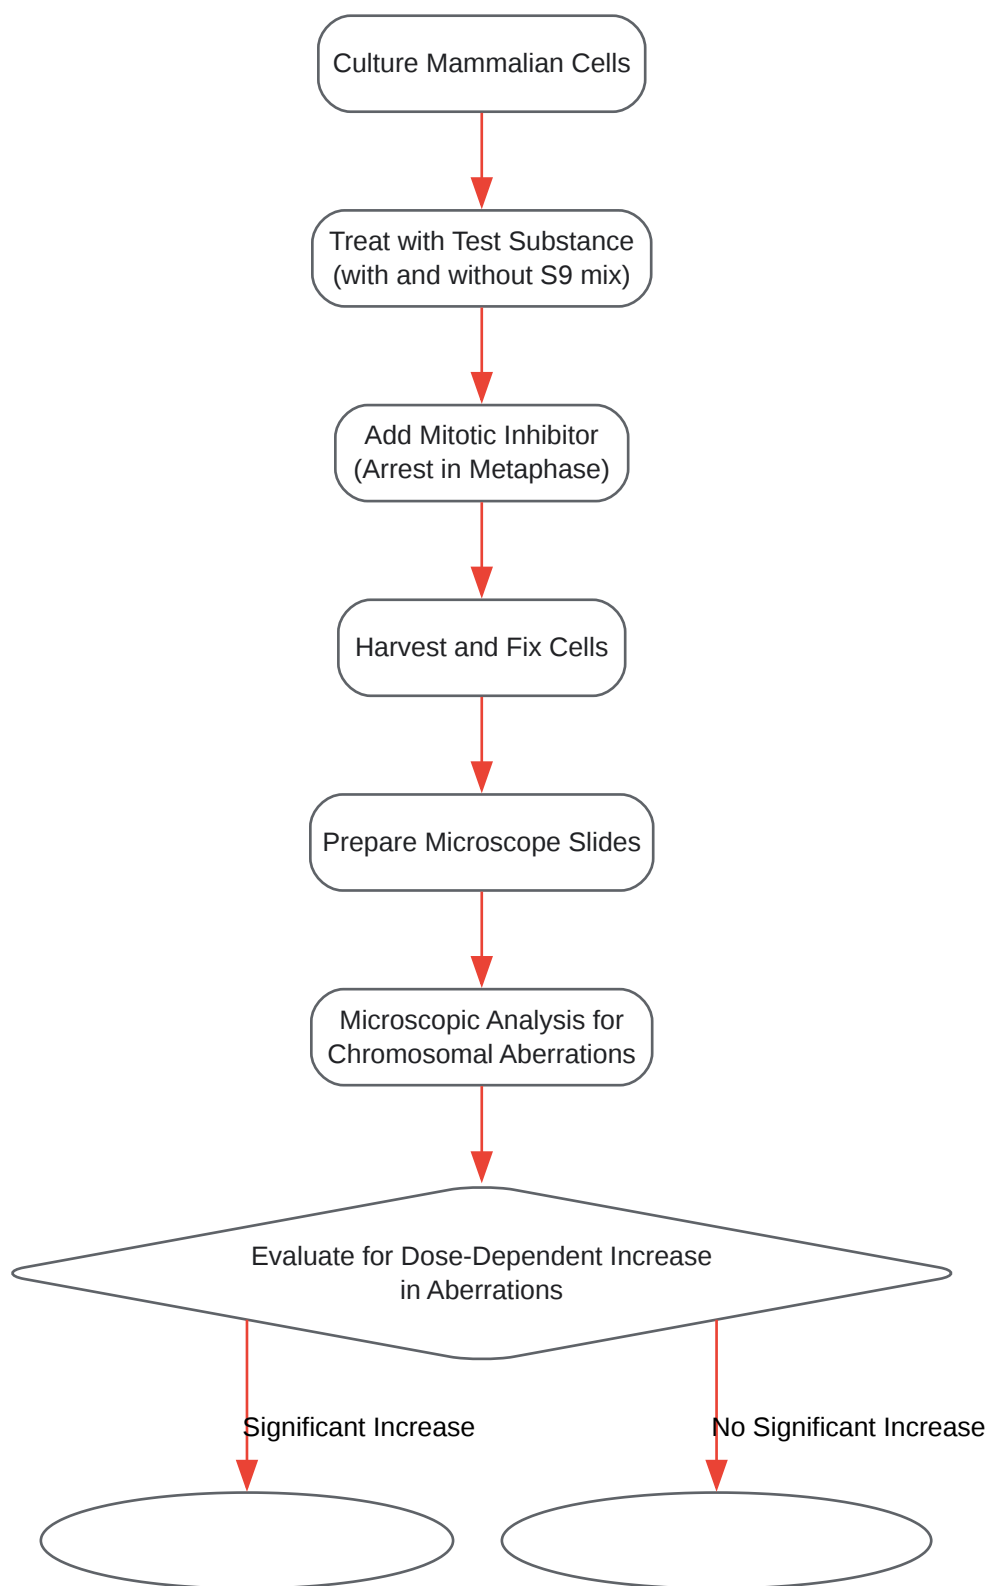 Culture Mammalian Cells
Treat with Test Substance
(with and without S9 mix)
Add Mitotic Inhibitor
(Arrest in Metaphase)
Harvest and Fix Cells
Prepare Microscope Slides
Microscopic Analysis for
Chromosomal Aberrations
Evaluate for Dose-Dependent Increase
in Aberrations
Significant Increase
No Significant Increase